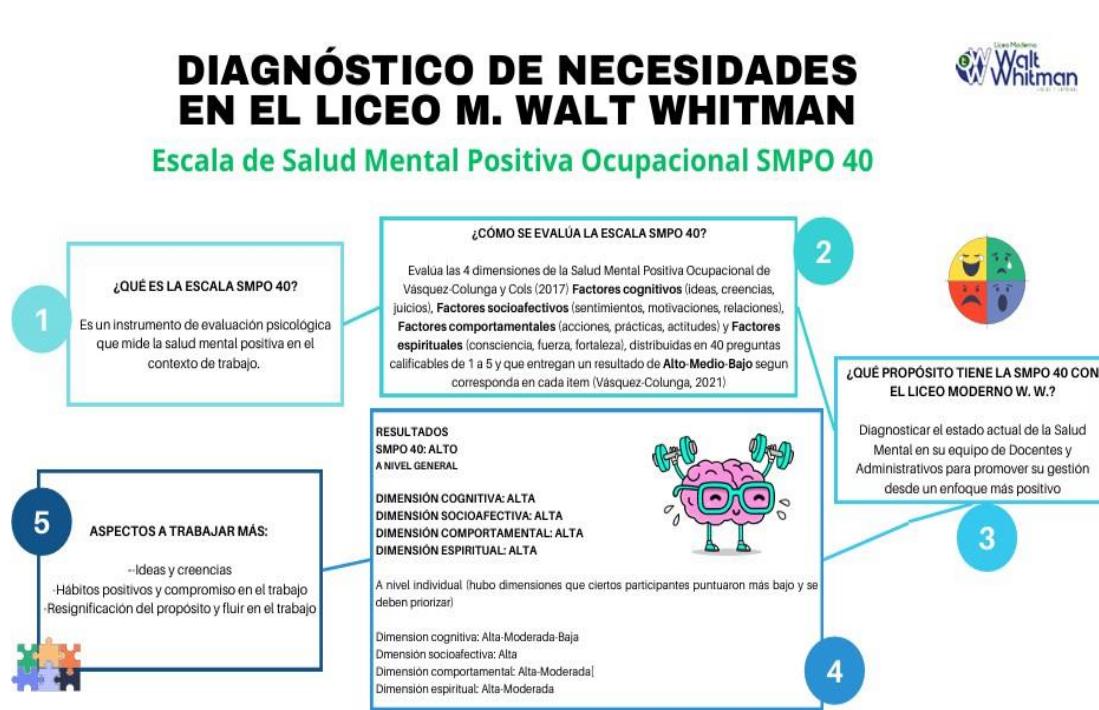 DIAGNÓSTICO DE NECESIDADES
EN EL LICEO M. WALT WHITMAN
Escala de Salud Mental Positiva Ocupacional SMPO 40
Liceo Moderno
Walt
Whitman
1
¿QUÉ ES LA ESCALA SMPO 40?
Es un instrumento de evaluación psicológica
que mide la salud mental positiva en el
contexto de trabajo.
2
¿CÓMO SE EVALÚA LA ESCALA SMPO 40?
Evalúa las 4 dimensiones de la Salud Mental Positiva Ocupacional de
Vásquez-Colunga y Cols (2017) Factores cognitivos (ideas, creencias,
juicios), Factores socioafectivos (sentimientos, motivaciones, relaciones),
Factores comportamentales (acciones, prácticas, actitudes) y Factores
espirituales (consciencia, fuerza, fortaleza), distribuidas en 40 preguntas
calificables de 1 a 5 y que entregan un resultado de Alto-Medio-Bajo segun
corresponda en cada item (Vásquez-Colunga, 2021)
¿QUÉ PROPÓSITO TIENE LA SMPO 40 CON
EL LICEO MODERNO W. W.?
Diagnosticar el estado actual de la Salud
Mental en su equipo de Docentes y
Administrativos para promover su gestión
desde un enfoque más positivo
3
RESULTADOS
SMPO 40: ALTO
A NIVEL GENERAL
DIMENSIÓN COGNITIVA: ALTA
DIMENSIÓN SOCIOAFECTIVA: ALTA
DIMENSIÓN COMPORTAMENTAL: ALTA
DIMENSIÓN ESPIRITUAL: ALTA
A nivel individual (hubo dimensiones que ciertos participantes puntuaron más bajo y se
deben priorizar)
Dimension cognitiva: Alta-Moderada-Baja
Dmensión socioafectiva: Alta
Dimensión comportamental: Alta-Moderada
Dimensión espiritual: Alta-Moderada
4
5
ASPECTOS A TRABAJAR MÁS:
--Ideas y creencias
-Hábitos positivos y compromiso en el trabajo
-Resignificación del propósito y fluir en el trabajo